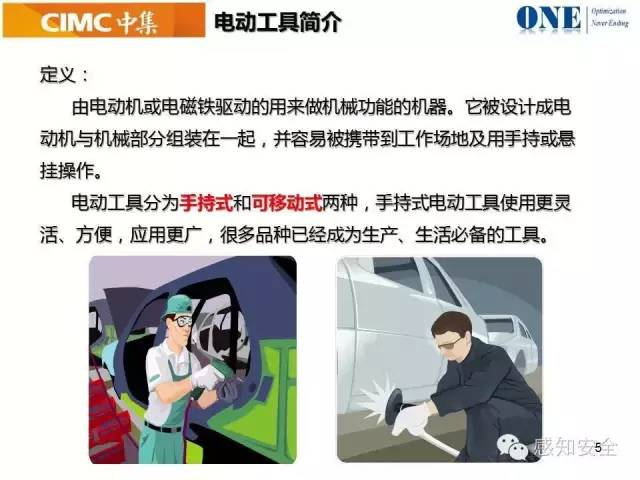 CIMC中集
电动工具简介
ONE
Optimization
Never Ending
定义：
由电动机或电磁铁驱动的用来做机械功能的机器。它被设计成电
动机与机械部分组装在一起，并容易被携带到工作场地及用手持或悬
挂操作。
电动工具分为手持式和可移动式两种，手持式电动工具使用更灵
活、方便，应用更广，很多品种已经成为生产、生活必备的工具。
感知安全
5